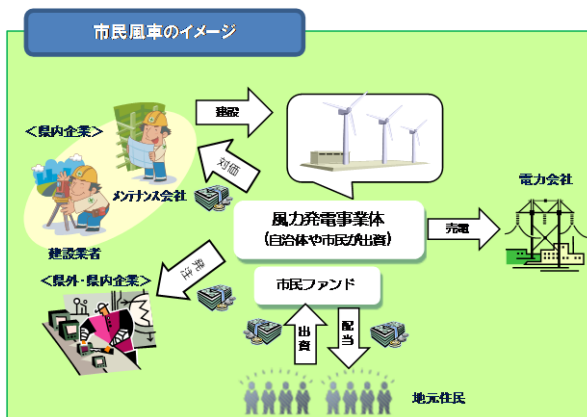 市民風車のイメージ
<県内企業>
建設
対価
メンテナンス会社
建設業者
電力会社
風力発電事業体
(自治体や市民が出資)
売電
発注
<県外・県内企業>
市民ファンド
出資
配当
地元住民